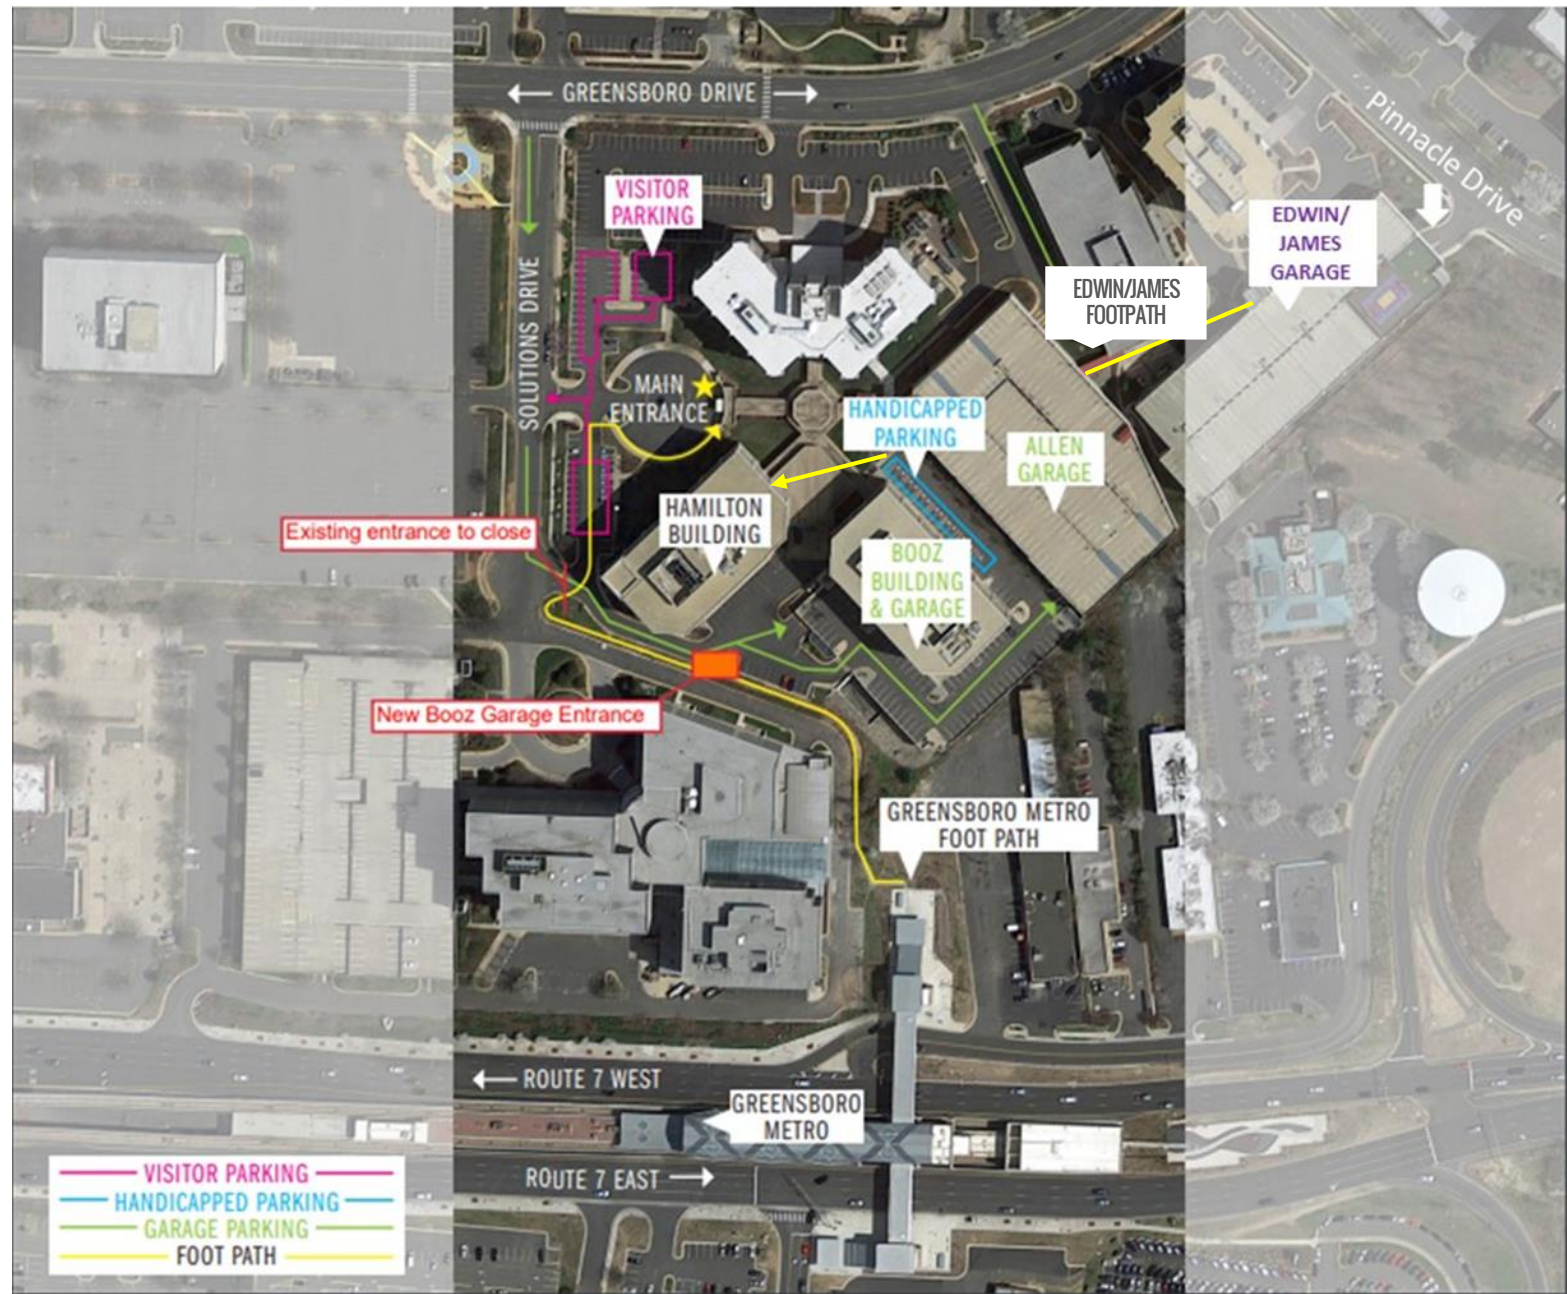 GREENSBORO DRIVE
Pinnacle Drive
VISITOR
PARKING
EDWIN/
JAMES
GARAGE
SOLUTIONS DRIVE
EDWIN/JAMES
FOOTPATH
MAIN
ENTRANCE
HANDICAPPED
PARKING
ALLEN
GARAGE
HAMILTON
BUILDING
Existing entrance to close
BOOZ
BUILDING
& GARAGE
New Booz Garage Entrance
GREENSBORO METRO
FOOT PATH
ROUTE 7 WEST
GREENSBORO
METRO
ROUTE 7 EAST
VISITOR PARKING
HANDICAPPED PARKING
GARAGE PARKING
FOOT PATH